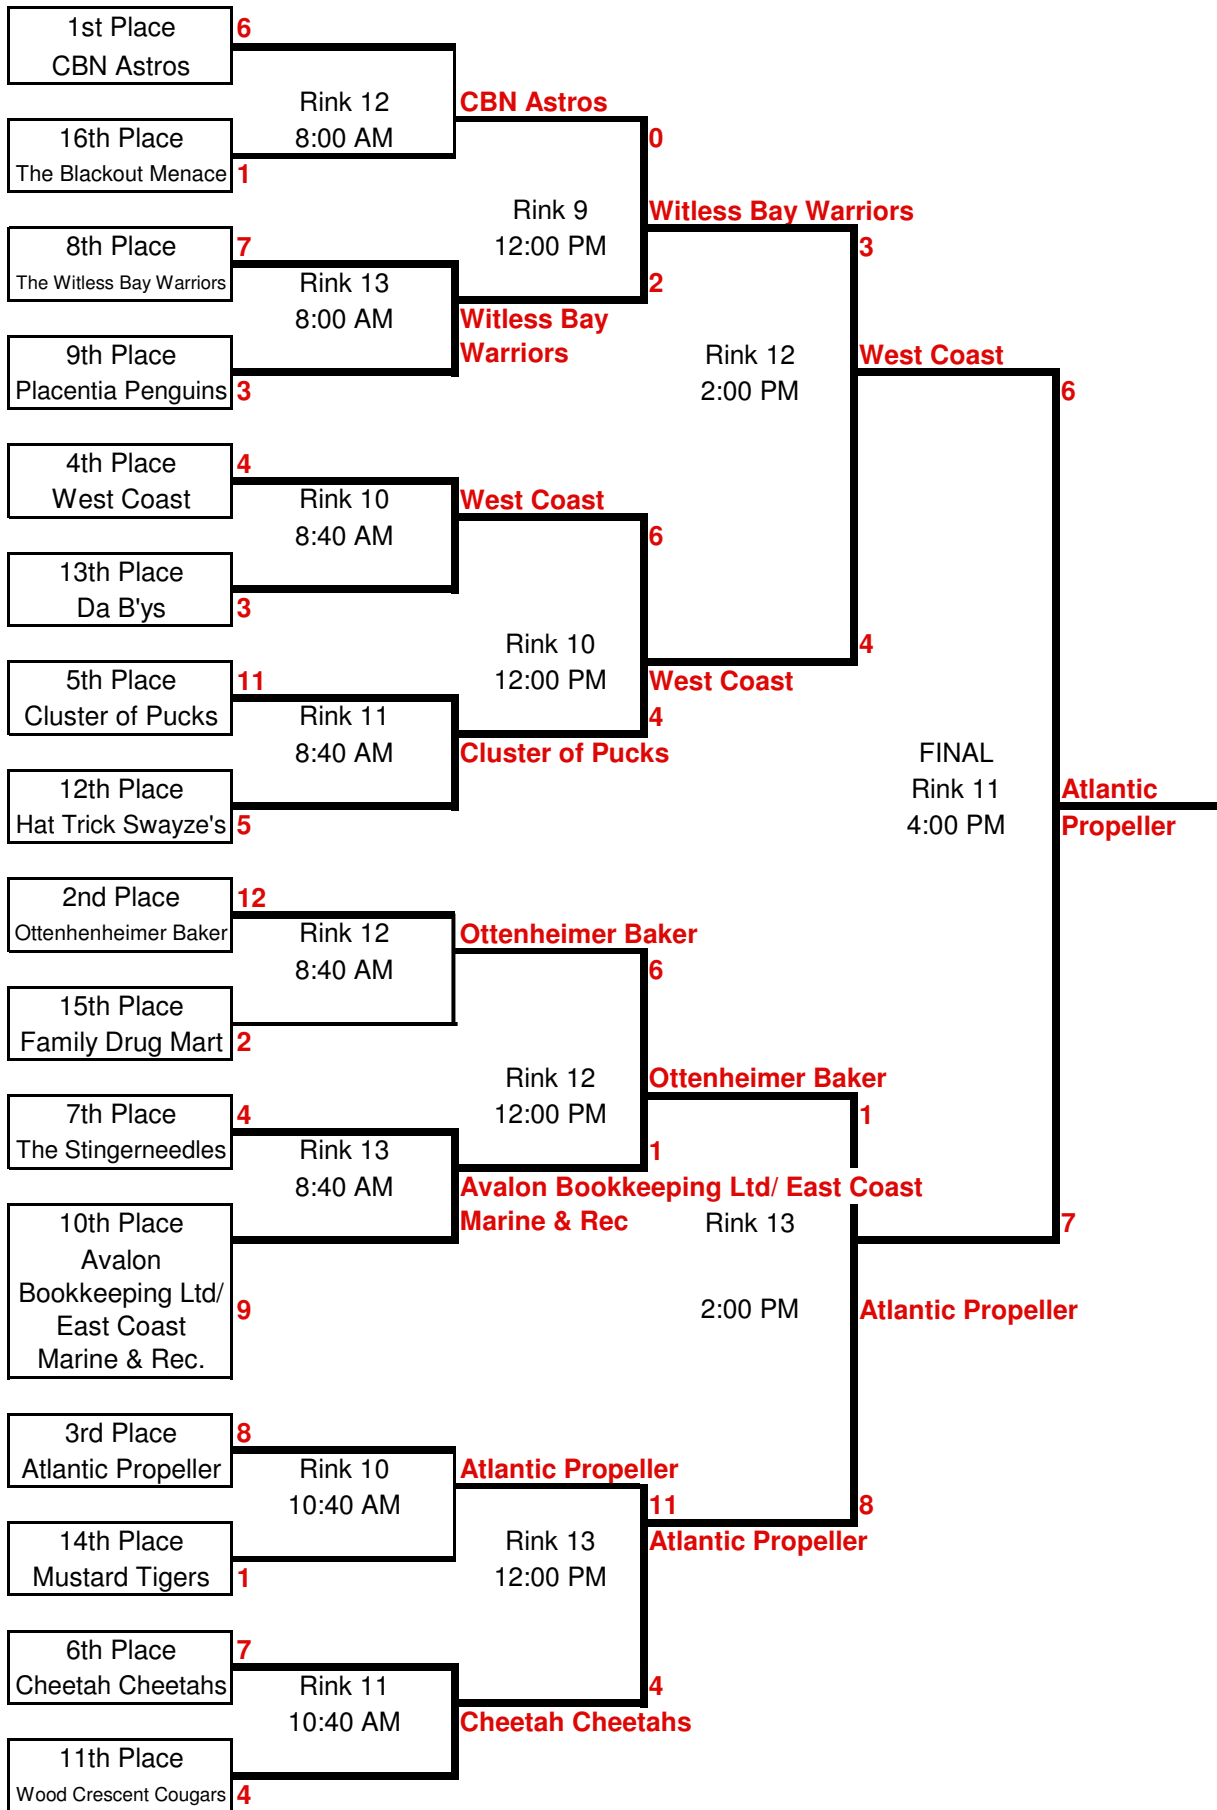 1st Place
6
CBN Astros
Rink 12
CBN Astros
16th Place
8:00 AM
0
The Blackout Menace
1
Rink 9
Witless Bay Warriors
8th Place
7
12:00 PM
3
The Witless Bay Warriors
Rink 13
2
8:00 AM
Witless Bay
Warriors
9th Place
Rink 12
West Coast
Placentia Penguins
3
2:00 PM
6
4th Place
4
West Coast
Rink 10
West Coast
8:40 AM
6
13th Place
Da B'ys
3
Rink 10
4
5th Place
11
12:00 PM
West Coast
Cluster of Pucks
Rink 11
4
8:40 AM
Cluster of Pucks
FINAL
12th Place
Rink 11
Atlantic
Hat Trick Swayze's
5
4:00 PM
Propeller
2nd Place
12
Ottenhenheimer Baker
Rink 12
Ottenheimer Baker
8:40 AM
6
15th Place
Family Drug Mart
2
Rink 12
Ottenheimer Baker
7th Place
4
12:00 PM
1
The Stingerneedles
Rink 13
1
8:40 AM
Avalon Bookkeeping Ltd/ East Coast
Marine & Rec
10th Place
Rink 13
7
Avalon
Bookkeeping Ltd/
East Coast
Marine & Rec.
9
2:00 PM
Atlantic Propeller
3rd Place
8
Atlantic Propeller
Rink 10
Atlantic Propeller
10:40 AM
11
8
14th Place
Rink 13
Atlantic Propeller
Mustard Tigers
1
12:00 PM
6th Place
7
Cheetah Cheetahs
Rink 11
4
10:40 AM
Cheetah Cheetahs
11th Place
Wood Crescent Cougars
4